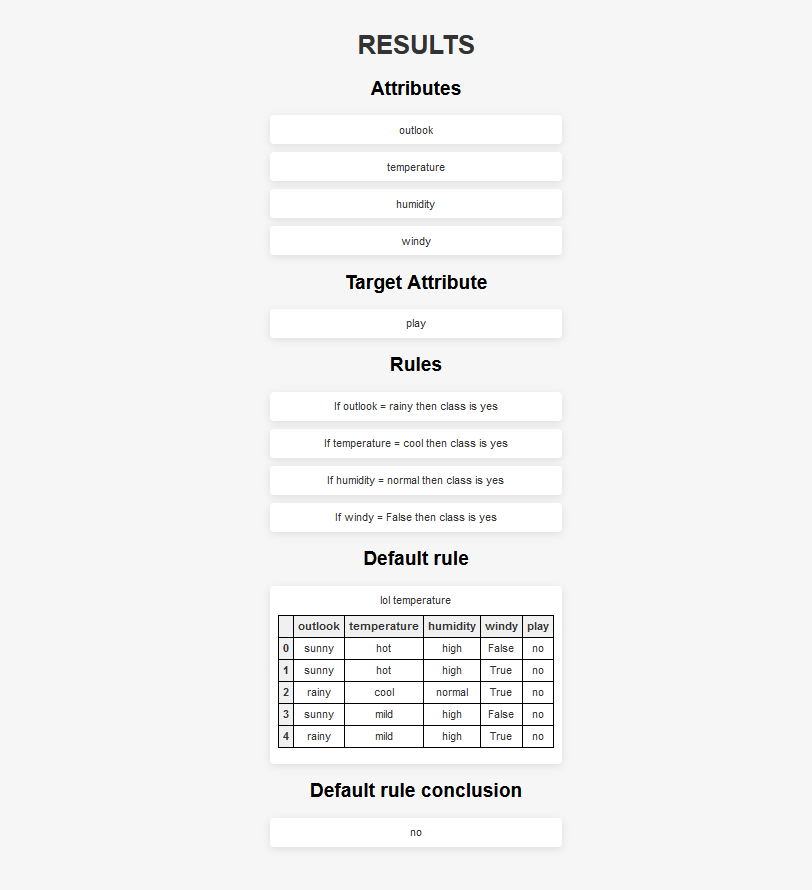 RESULTS
Attributes
outlook
temperature
humidity
windy
Target Attribute
play
Rules
If outlook = rainy then class is yes
If temperature = cool then class is yes
If humidity = normal then class is yes
If windy = False then class is yes
Default rule
lol temperature
outlook temperature humidity windy play
0 sunny hot high False no
1 sunny hot high True no
2 rainy cool normal True no
3 sunny mild high False no
4 rainy mild high True no
Default rule conclusion
no